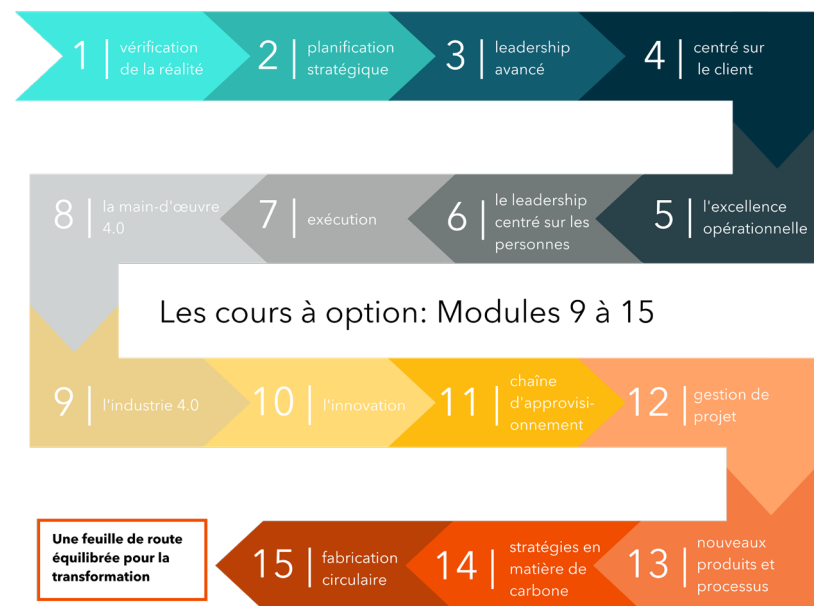 1 vérification
de la réalité
2 planification
stratégique
3 leadership
avancé
4 centré sur
le client
5 l'excellence
opérationnelle
6 le leadership
centré sur les
personnes
7 exécution
8 la main-d'œuvre
4.0
Les cours à option: Modules 9 à 15
9 l'industrie 4.0
10 l'innovation
11 chaîne
d'approvisi-
onnement
12 gestion de
projet
13 nouveaux
produits et
processus
14 stratégies en
matière de
carbone
15 fabrication
circulaire
Une feuille de route
équilibrée pour la
transformation